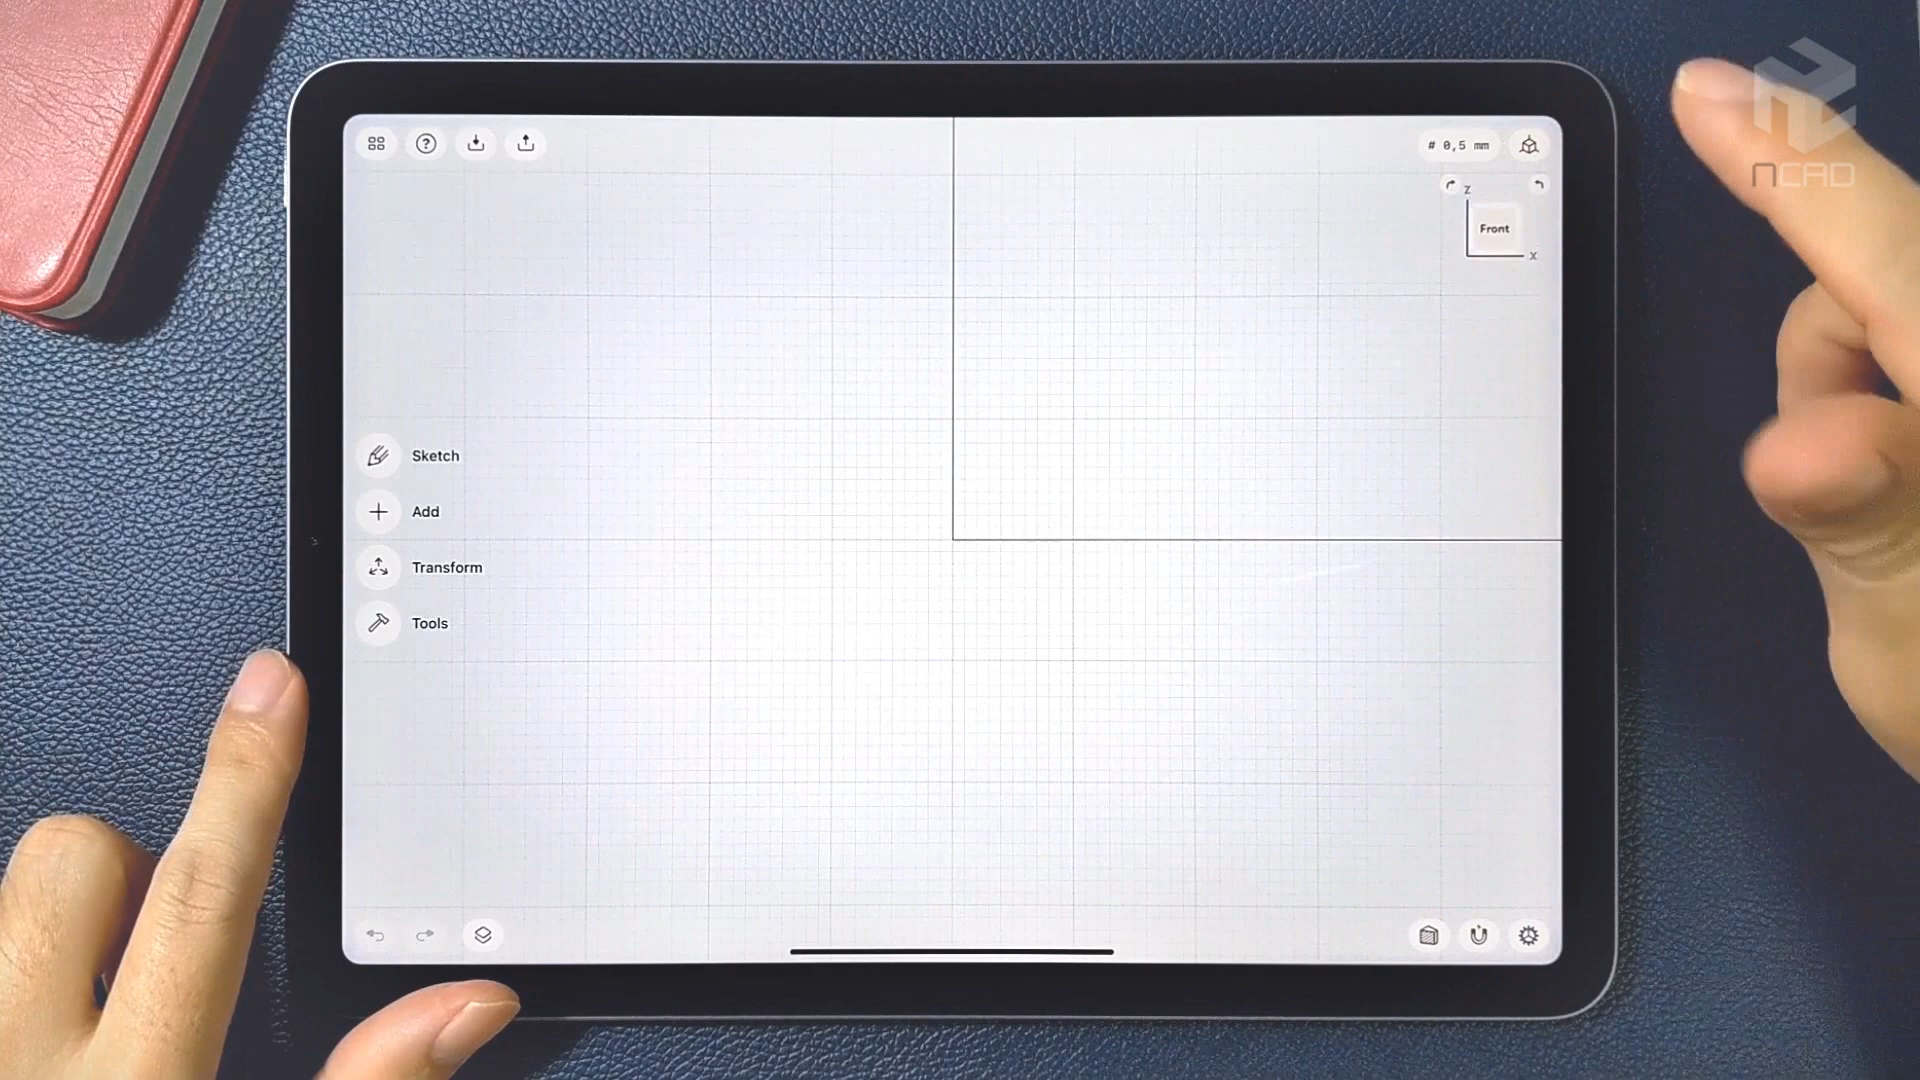 # 0,5 mm
Z
Front
X
Sketch
Add
Transform
Tools
NCAD